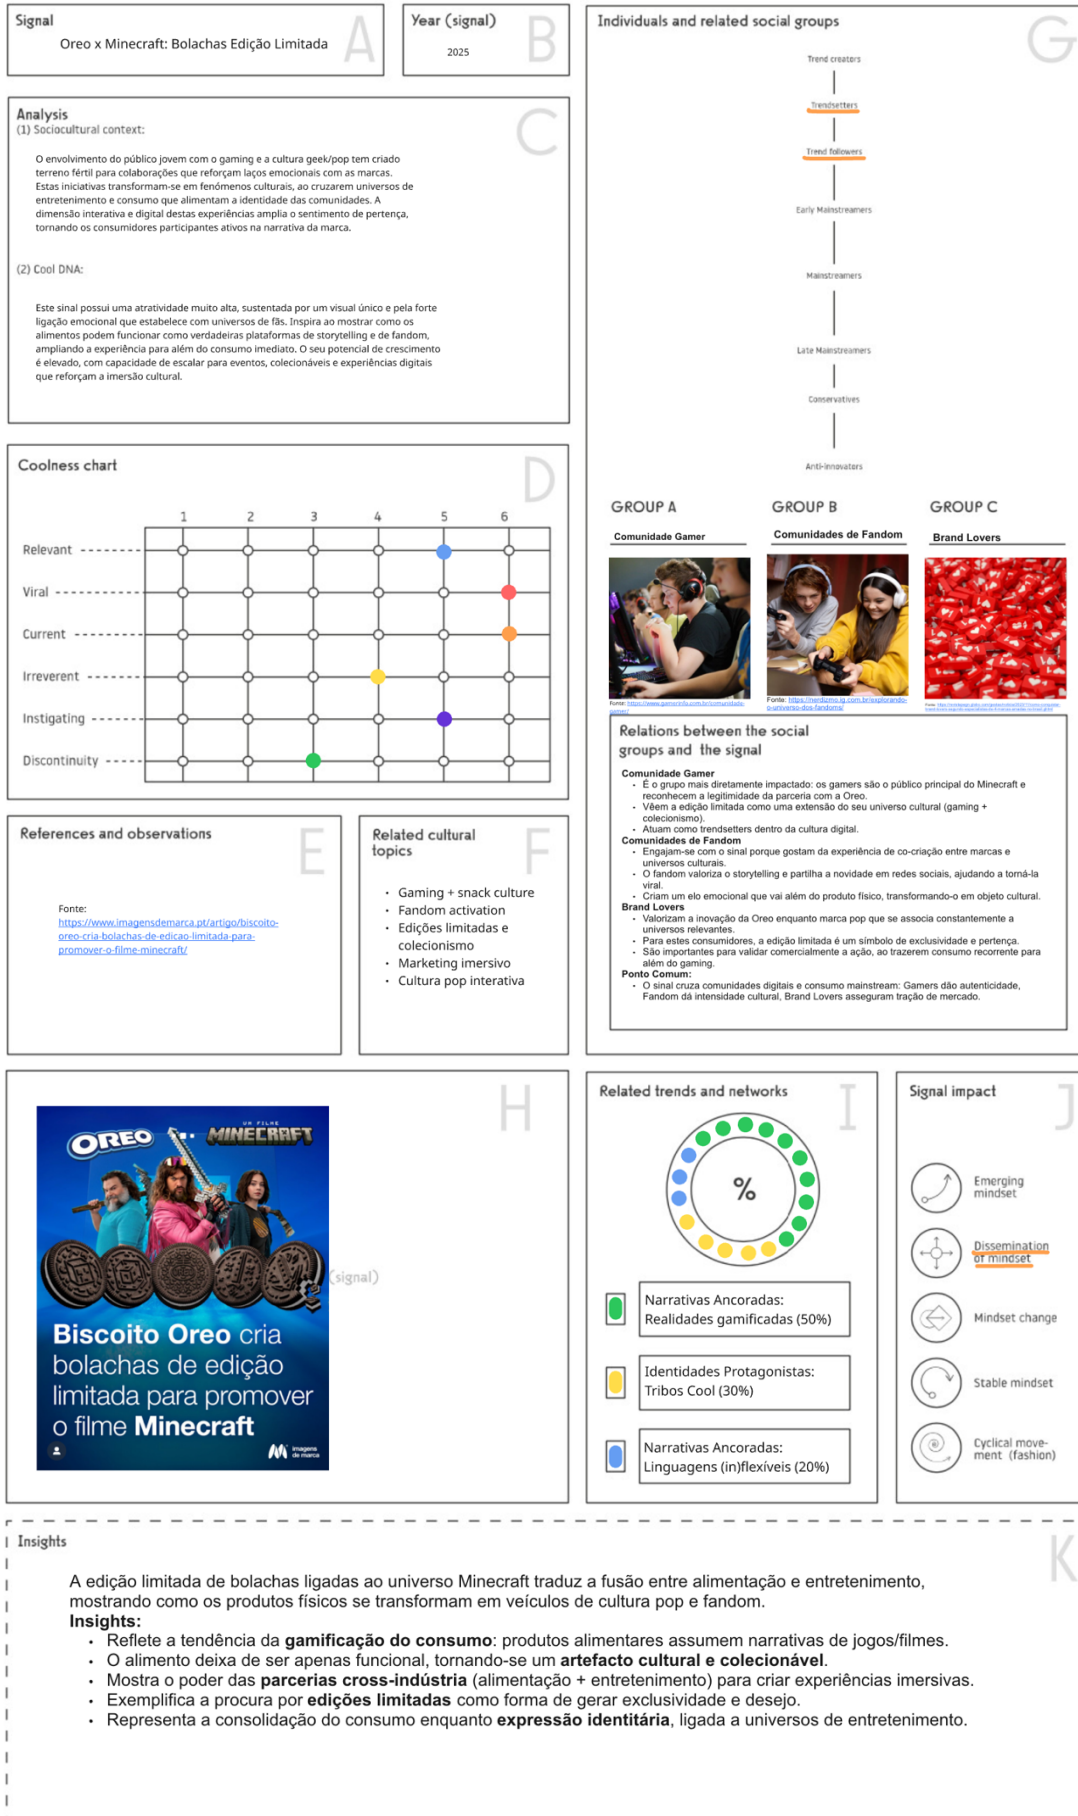 Signal
A
Oreo x Minecraft: Bolachas Edição Limitada
Year (signal)
B
2025
Analysis
C
(1) Sociocultural context:
O envolvimento do público jovem com o gaming e a cultura geek/pop tem criado
terreno fértil para colaborações que reforçam laços emocionais com as marcas.
Estas iniciativas transformam-se em fenómenos culturais, ao cruzarem universos de
entretenimento e consumo que alimentam a identidade das comunidades. A
dimensão interativa e digital destas experiências amplia o sentimento de pertença,
tornando os consumidores participantes ativos na narrativa da marca.
(2) Cool DNA:
Este sinal possui uma atratividade muito alta, sustentada por um visual único e pela forte
ligação emocional que estabelece com universos de fãs. Inspira ao mostrar como os
alimentos podem funcionar como verdadeiras plataformas de storytelling e de fandom,
ampliando a experiência para além do consumo imediato. O seu potencial de crescimento
é elevado, com capacidade de escalar para eventos, colecionáveis e experiências digitais
que reforçam a imersão cultural.
Coolness chart
D
1 2 3 4 5 6
Relevant
Viral
Current
Irreverent
Instigating
Discontinuity
References and observations
E
Fonte:
https://www.imagensdemarca.pt/artigo/biscoito-
oreo-cria-bolachas-de-edicao-limitada-para-
promover-o-filme-minecraft/
Related cultural
topics
F
• Gaming + snack culture
• Fandom activation
• Edições limitadas e
colecionismo
• Marketing imersivo
• Cultura pop interativa
Individuals and related social groups
G
Trend creators
Trendsetters
Trend followers
Early Mainstreamers
Mainstreamers
Late Mainstreamers
Conservatives
Anti-innovators
GROUP A
Comunidade Gamer
Fonte: https://www.gamerinfo.com.br/comunidade-
gamer/
GROUP B
Comunidades de Fandom
Fonte: https://nerdizmo.ig.com.br/explorando-
o-universo-dos-fandoms/
GROUP C
Brand Lovers
Relations between the social
groups and the signal
Comunidade Gamer
• É o grupo mais diretamente impactado: os gamers são o público principal do Minecraft e
reconhecem a legitimidade da parceria com a Oreo.
• Vêem a edição limitada como uma extensão do seu universo cultural (gaming +
colecionismo).
• Atuam como trendsetters dentro da cultura digital.
Comunidades de Fandom
• Engajam-se com o sinal porque gostam da experiência de co-criação entre marcas e
universos culturais.
• O fandom valoriza o storytelling e partilha a novidade em redes sociais, ajudando a torná-la
viral.
• Criam um elo emocional que vai além do produto físico, transformando-o em objeto cultural.
Brand Lovers
• Valorizam a inovação da Oreo enquanto marca pop que se associa constantemente a
universos relevantes.
• Para estes consumidores, a edição limitada é um símbolo de exclusividade e pertença.
• São importantes para validar comercialmente a ação, ao trazerem consumo recorrente para
além do gaming.
Ponto Comum:
• O sinal cruza comunidades digitais e consumo mainstream: Gamers dão autenticidade,
Fandom dá intensidade cultural, Brand Lovers asseguram tração de mercado.
H
OREO
UM FILME
MINECRAFT
(signal)
Biscoito Oreo cria
bolachas de edição
limitada para promover
o filme Minecraft
imagens
de marca
Related trends and networks
I
%
Narrativas Ancoradas:
Realidades gamificadas (50%)
Identidades Protagonistas:
Tribos Cool (30%)
Narrativas Ancoradas:
Linguagens (in)flexíveis (20%)
Signal impact
J
Emerging
mindset
Dissemination
of mindset
Mindset change
Stable mindset
Cyclical move-
ment (fashion)
Insights
K
A edição limitada de bolachas ligadas ao universo Minecraft traduz a fusão entre alimentação e entretenimento,
mostrando como os produtos físicos se transformam em veículos de cultura pop e fandom.
Insights:
• Reflete a tendência da gamificação do consumo: produtos alimentares assumem narrativas de jogos/filmes.
• O alimento deixa de ser apenas funcional, tornando-se um artefacto cultural e colecionável.
• Mostra o poder das parcerias cross-indústria (alimentação + entretenimento) para criar experiências imersivas.
• Exemplifica a procura por edições limitadas como forma de gerar exclusividade e desejo.
• Representa a consolidação do consumo enquanto expressão identitária, ligada a universos de entretenimento.